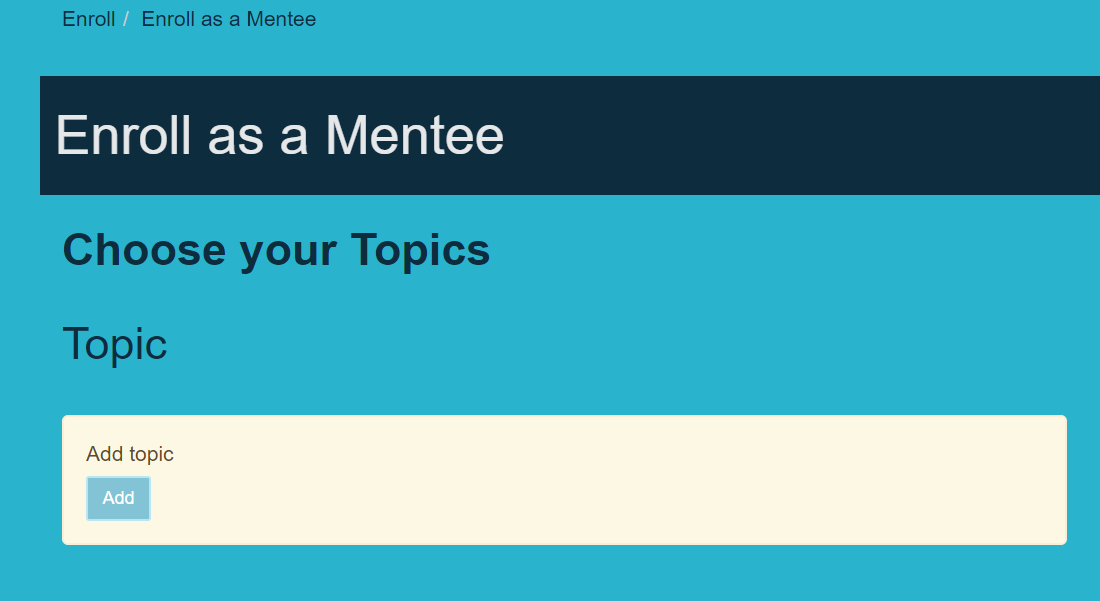 Enroll / Enroll as a Mentee
Enroll as a Mentee
Choose your Topics
Topic
Add topic
Add